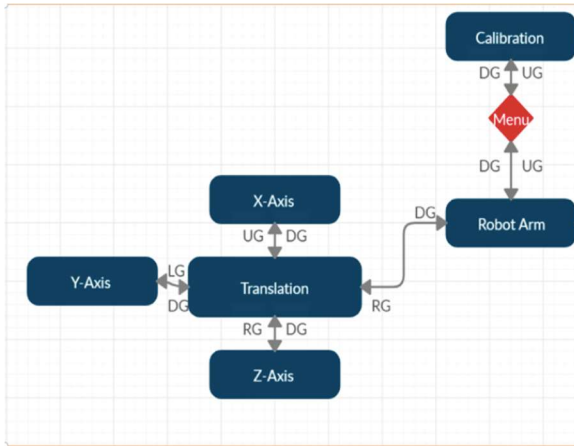 Calibration
DG UG
Menu
DG UG
X-Axis
DG
Robot Arm
UG DG
LG
Y-Axis
Translation
DG
RG
RG DG
Z-Axis